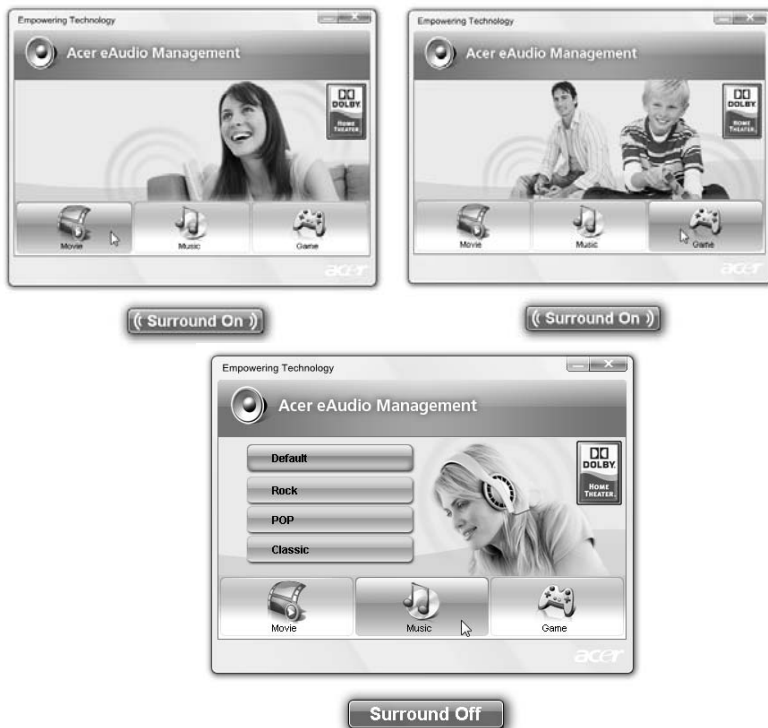 Empowering Technology
Acer eAudio Management
DOLBY
HOME
THEATER
Movie
Music
Game
acer
(( Surround On ))
Empowering Technology
Acer eAudio Management
DOLBY
HOME
THEATER
Movie
Music
Game
acer
(( Surround On ))
Empowering Technology
Acer eAudio Management
Default
Rock
POP
Classic
DOLBY
HOME
THEATER
Movie
Music
Game
acer
Surround Off